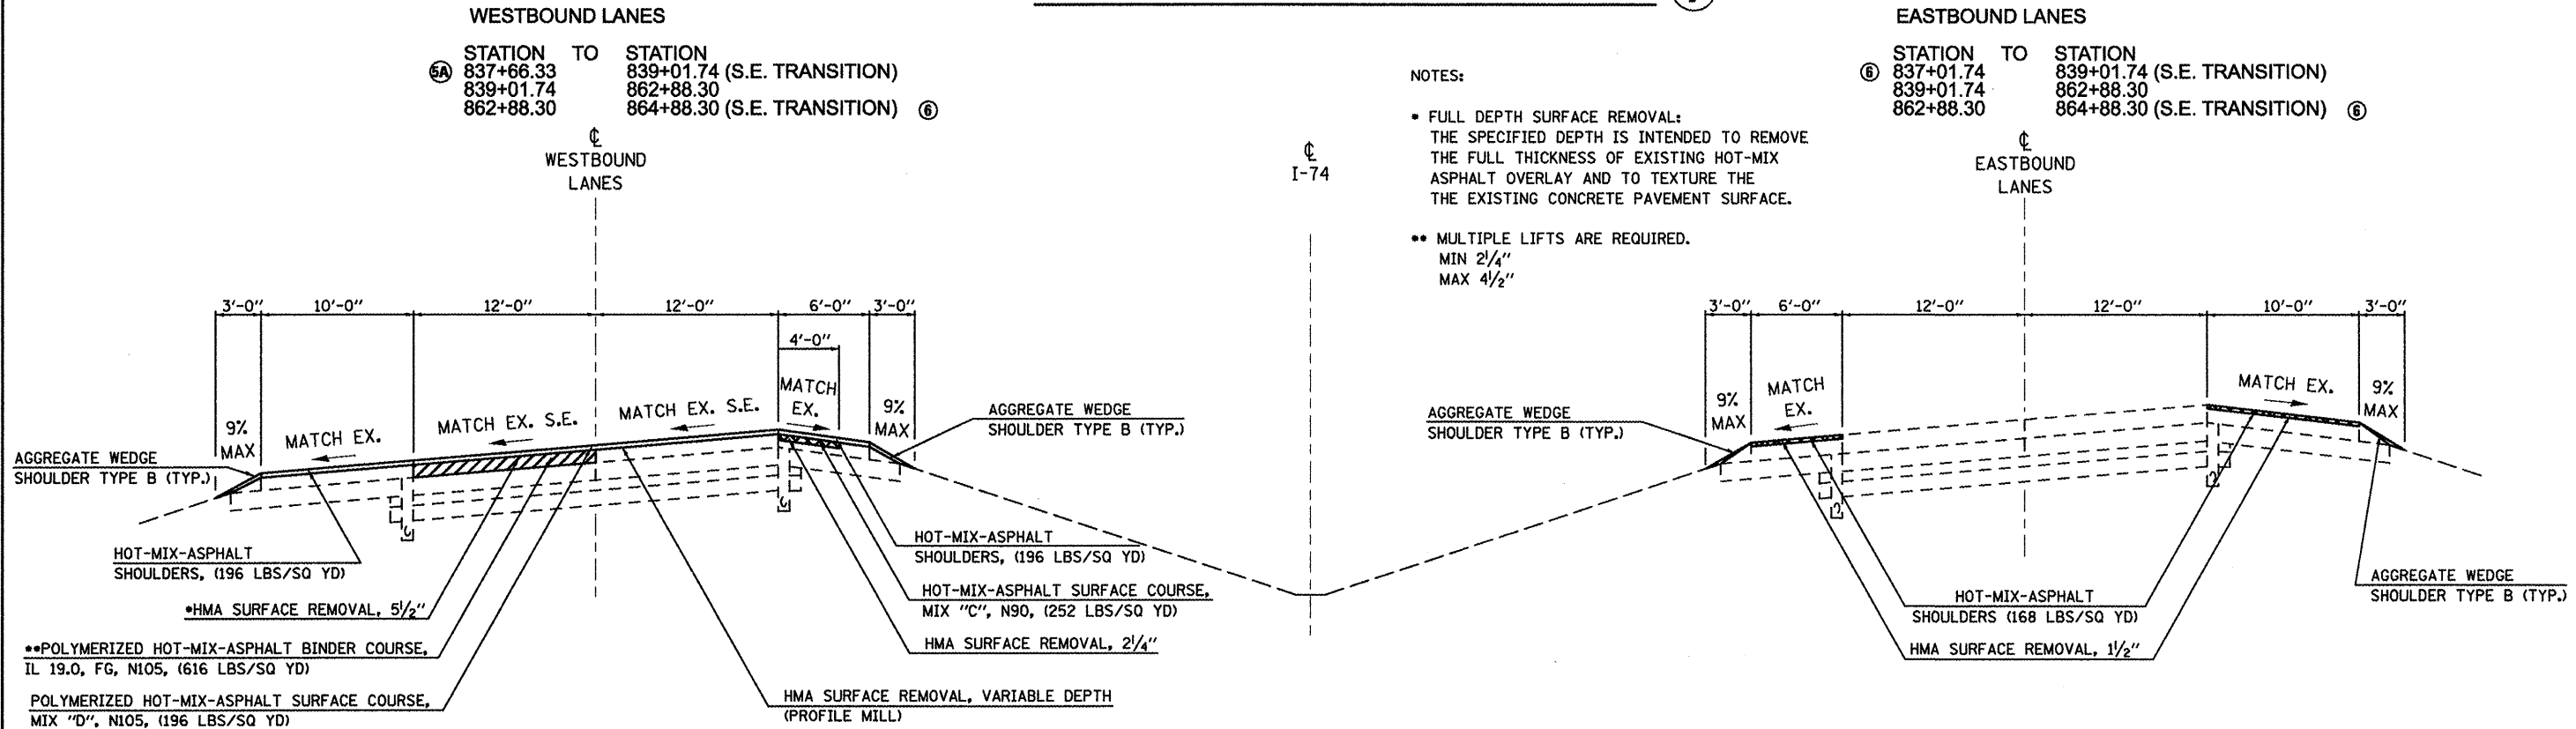 WESTBOUND LANES
STATION TO STATION
5A 837+66.33 839+01.74 (S.E. TRANSITION)
839+01.74 862+88.30
862+88.30 864+88.30 (S.E. TRANSITION) 6
℄
WESTBOUND
LANES
℄
I-74
NOTES:
* FULL DEPTH SURFACE REMOVAL:
THE SPECIFIED DEPTH IS INTENDED TO REMOVE
THE FULL THICKNESS OF EXISTING HOT-MIX
ASPHALT OVERLAY AND TO TEXTURE THE
THE EXISTING CONCRETE PAVEMENT SURFACE.
** MULTIPLE LIFTS ARE REQUIRED.
MIN 2 1/4"
MAX 4 1/2"
EASTBOUND LANES
STATION TO STATION
6 837+01.74 839+01.74 (S.E. TRANSITION)
839+01.74 862+88.30
862+88.30 864+88.30 (S.E. TRANSITION) 6
℄
EASTBOUND
LANES
3'-0" 10'-0" 12'-0" 12'-0" 6'-0" 3'-0"
4'-0"
9%
MAX
MATCH EX.
MATCH EX. S.E.
MATCH EX. S.E.
MATCH
EX.
9%
MAX
AGGREGATE WEDGE
SHOULDER TYPE B (TYP.)
AGGREGATE WEDGE
SHOULDER TYPE B (TYP.)
HOT-MIX-ASPHALT
SHOULDERS, (196 LBS/SQ YD)
*HMA SURFACE REMOVAL, 5 1/2"
**POLYMERIZED HOT-MIX-ASPHALT BINDER COURSE,
IL 19.0, FG, N105, (616 LBS/SQ YD)
POLYMERIZED HOT-MIX-ASPHALT SURFACE COURSE,
MIX "D", N105, (196 LBS/SQ YD)
HOT-MIX-ASPHALT
SHOULDERS, (196 LBS/SQ YD)
HOT-MIX-ASPHALT SURFACE COURSE,
MIX "C", N90, (252 LBS/SQ YD)
HMA SURFACE REMOVAL, 2 1/4"
HMA SURFACE REMOVAL, VARIABLE DEPTH
(PROFILE MILL)
3'-0" 6'-0" 12'-0" 12'-0" 10'-0" 3'-0"
9%
MAX
MATCH
EX.
MATCH EX.
9%
MAX
AGGREGATE WEDGE
SHOULDER TYPE B (TYP.)
HOT-MIX-ASPHALT
SHOULDERS (168 LBS/SQ YD)
HMA SURFACE REMOVAL, 1 1/2"
AGGREGATE WEDGE
SHOULDER TYPE B (TYP.)